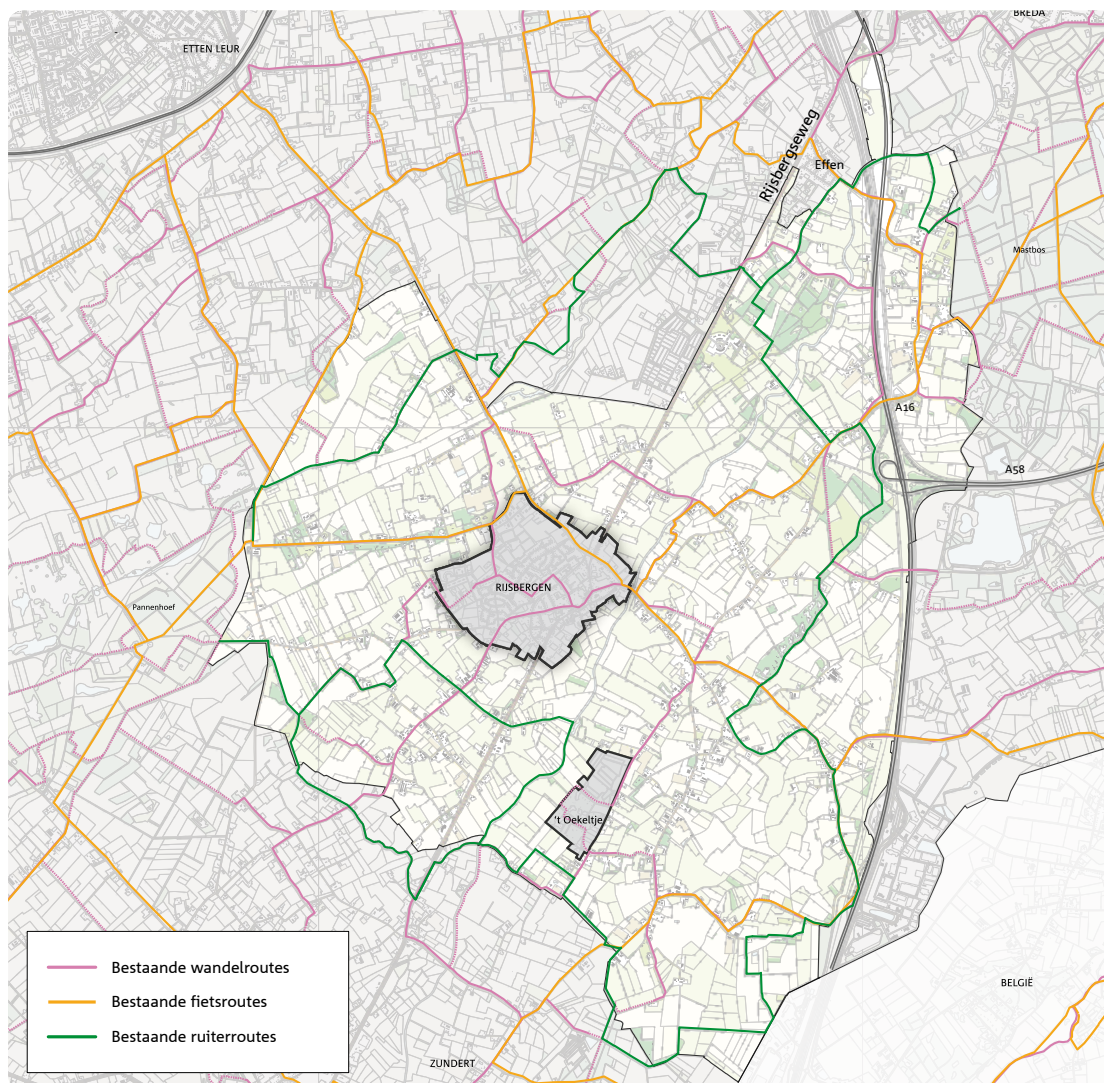 BREDA
ETTEN LEUR
Rijsbergseweg
Effen
Mastbos
A16
A58
RIJSBERGEN
Pannenhoef
't Oekeltje
Bestaande wandelroutes
Bestaande fietsroutes
Bestaande ruiterroutes
BELGIË
ZUNDERT